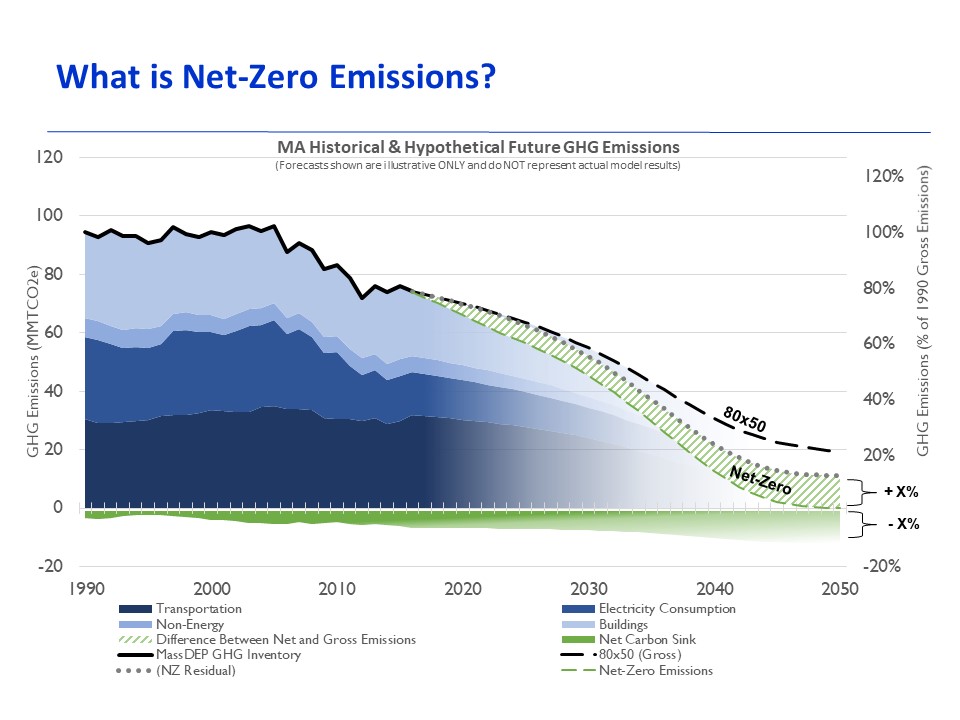 What is Net-Zero Emissions?
MA Historical & Hypothetical Future GHG Emissions
(Forecasts shown are illustrative ONLY and do NOT represent actual model results)
GHG Emissions (MMTCO2e)
120
100
80
60
40
20
0
-20
120%
100%
80%
60%
40%
20%
-20%
GHG Emissions (% of 1990 Gross Emissions)
80x50
Net-Zero
+ X%
- X%
1990 2000 2010 2020 2030 2040 2050
Transportation Electricity Consumption
Non-Energy Buildings
Difference Between Net and Gross Emissions Net Carbon Sink
MassDEP GHG Inventory 80x50 (Gross)
(NZ Residual) Net-Zero Emissions